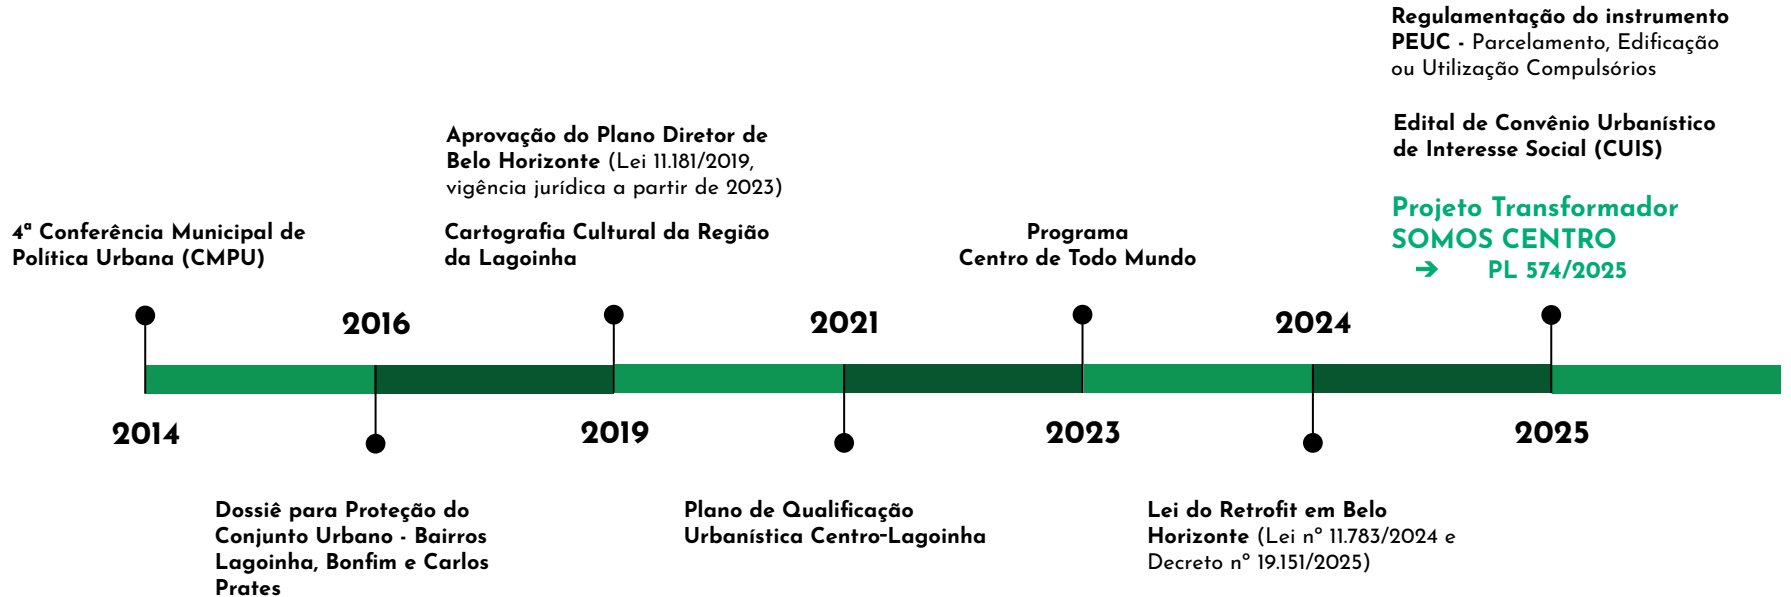 4ª Conferência Municipal de
Política Urbana (CMPU)
2014
2016
Dossiê para Proteção do
Conjunto Urbano - Bairros
Lagoinha, Bonfim e Carlos
Prates
Aprovação do Plano Diretor de
Belo Horizonte (Lei 11.181/2019,
vigência jurídica a partir de 2023)
Cartografia Cultural da Região
da Lagoinha
2019
2021
Plano de Qualificação
Urbanística Centro-Lagoinha
Programa
Centro de Todo Mundo
2023
2024
Lei do Retrofit em Belo
Horizonte (Lei nº 11.783/2024 e
Decreto nº 19.151/2025)
Regulamentação do instrumento
PEUC - Parcelamento, Edificação
ou Utilização Compulsórios
Edital de Convênio Urbanístico
de Interesse Social (CUIS)
Projeto Transformador
SOMOS CENTRO
➔ PL 574/2025
2025